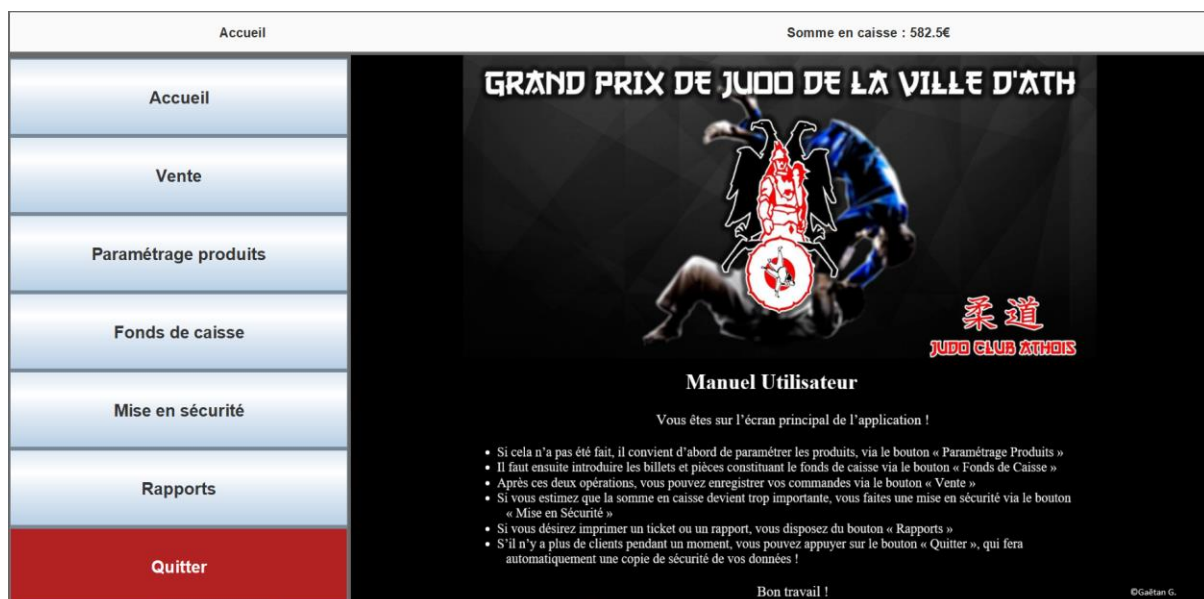 Accueil
Somme en caisse : 582.5€
Accueil
Vente
Paramétrage produits
Fonds de caisse
Mise en sécurité
Rapports
Quitter
GRAND PRIX DE JUDO DE LA VILLE D'ATH
柔道
JUDO CLUB ATHOIS
Manuel Utilisateur
Vous êtes sur l’écran principal de l’application !
• Si cela n’a pas été fait, il convient d’abord de paramétrer les produits, via le bouton « Paramétrage Produits »
• Il faut ensuite introduire les billets et pièces constituant le fonds de caisse via le bouton « Fonds de Caisse »
• Après ces deux opérations, vous pouvez enregistrer vos commandes via le bouton « Vente »
• Si vous estimez que la somme en caisse devient trop importante, vous faites une mise en sécurité via le bouton
« Mise en Sécurité »
• Si vous désirez imprimer un ticket ou un rapport, vous disposez du bouton « Rapports »
• S’il n’y a plus de clients pendant un moment, vous pouvez appuyer sur le bouton « Quitter », qui fera
automatiquement une copie de sécurité de vos données !
Bon travail !
©Gaëtan G.